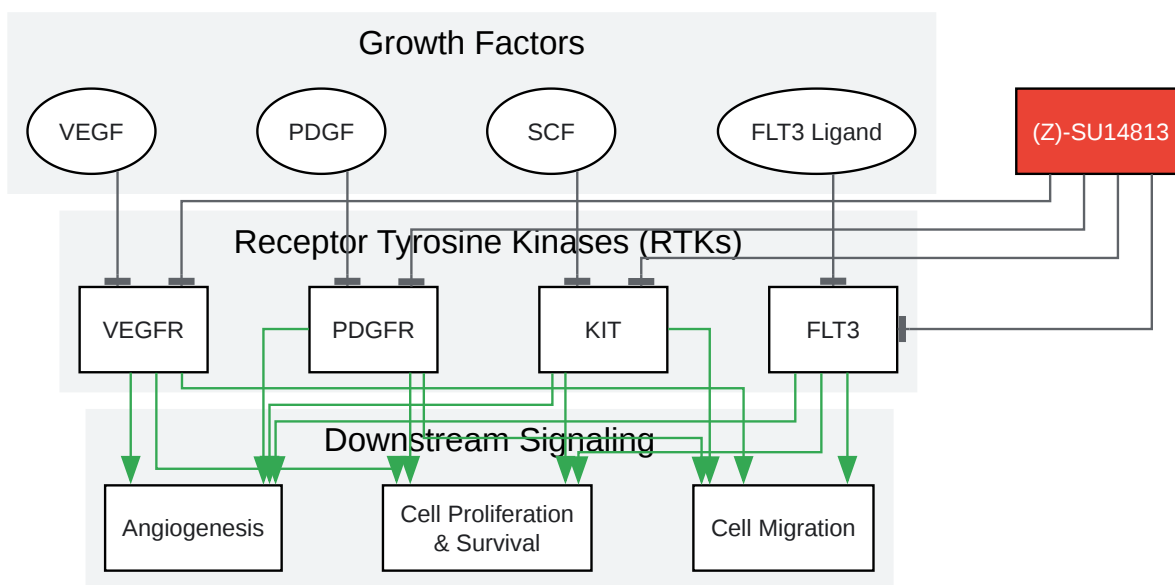 Growth Factors
VEGF
PDGF
SCF
FLT3 Ligand
(Z)-SU14813
Receptor Tyrosine Kinases (RTKs)
VEGFR
PDGFR
KIT
FLT3
Downstream Signaling
Angiogenesis
Cell Proliferation
& Survival
Cell Migration